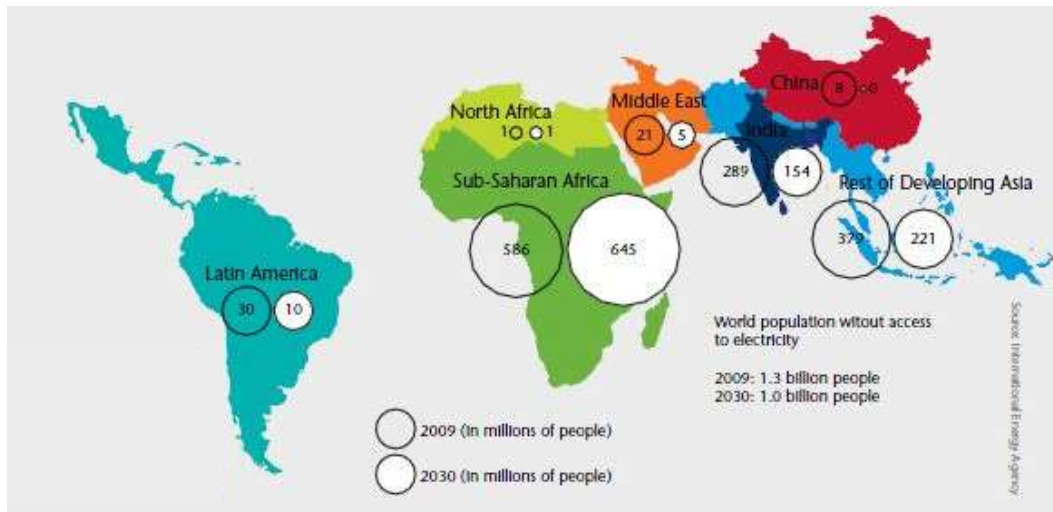 China
8
0
North Africa
1
1
Middle East
21
5
India
289
154
Sub-Saharan Africa
586
645
Rest of Developing Asia
379
221
Latin America
30
10
World population witout access
to electricity
2009: 1.3 billion people
2030: 1.0 billion people
2009 (in millions of people)
2030 (in millions of people)
Source: International Energy Agency